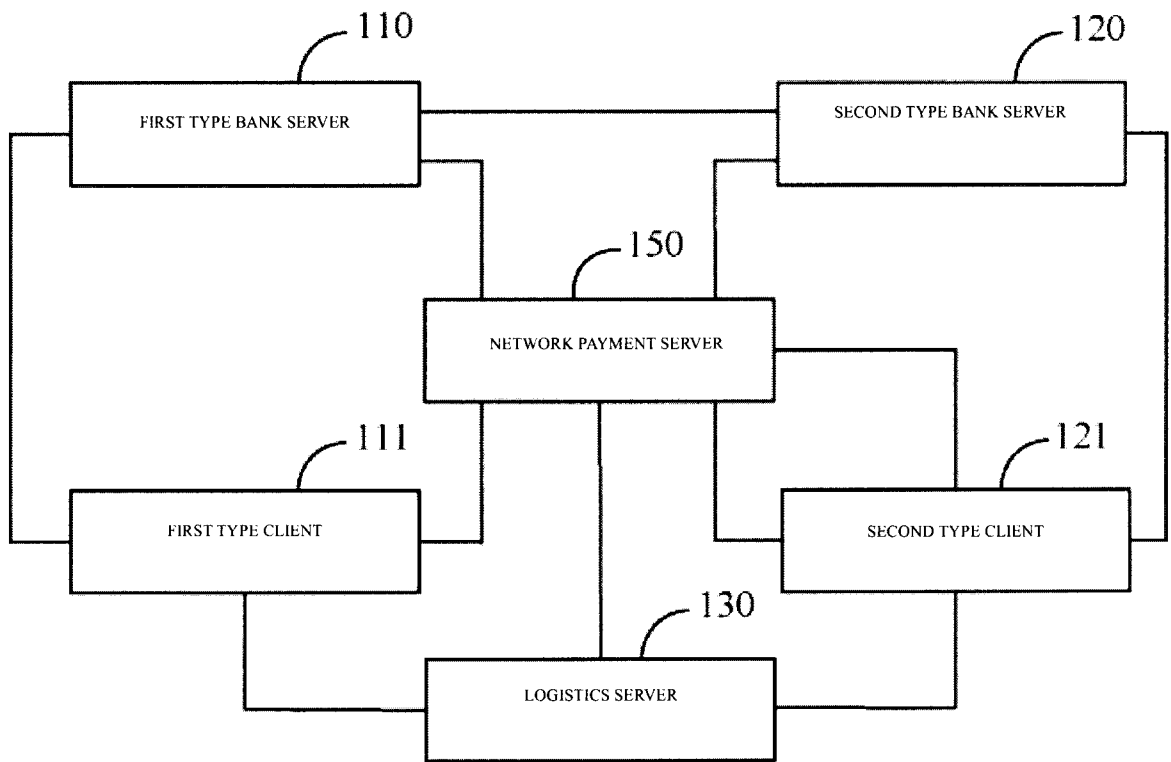 110
120
FIRST TYPE BANK SERVER
SECOND TYPE BANK SERVER
150
NETWORK PAYMENT SERVER
111
121
FIRST TYPE CLIENT
SECOND TYPE CLIENT
130
LOGISTICS SERVER